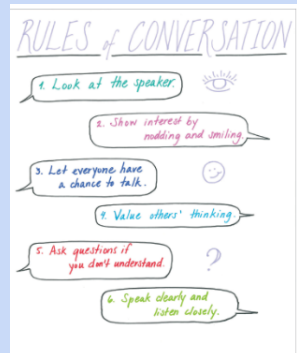 RULES of CONVERSATION
1. Look at the speaker.
2. Show interest by
nodding and smiling.
3. Let everyone have
a chance to talk.
4. Value others' thinking.
5. Ask questions if
you don't understand.
?
6. Speak clearly and
listen closely.